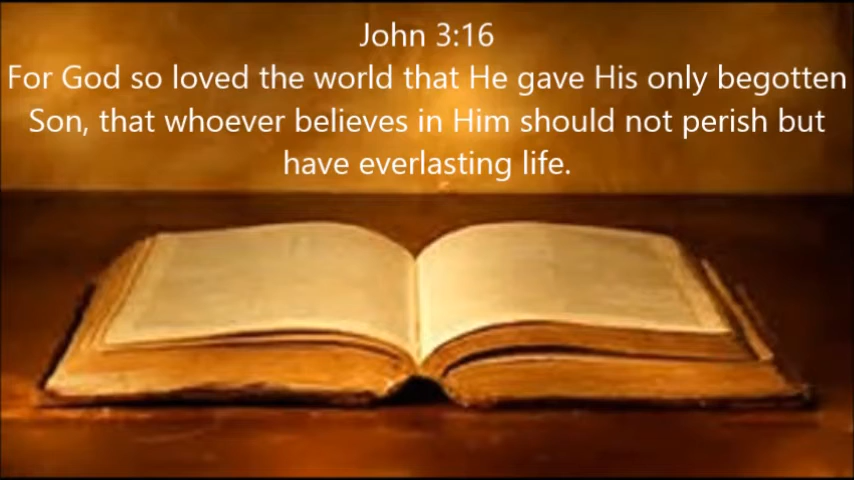 John 3:16
For God so loved the world that He gave His only begotten
Son, that whoever believes in Him should not perish but
have everlasting life.